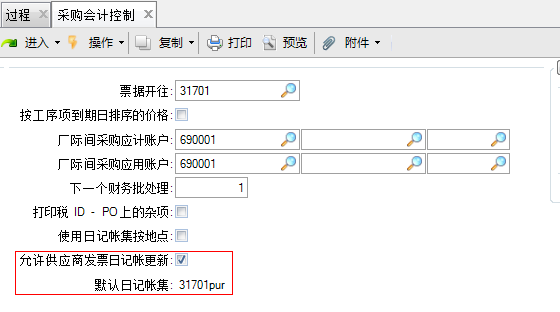 过程 采购会计控制
进入 操作 复制 打印 预览 附件
票据开往: 31701
按工序项到期日排序的价格:
厂际间采购应计账户: 690001
厂际间采购应用账户: 690001
下一个财务批处理: 1
打印税 ID - PO上的杂项:
使用日记帐集按地点:
允许供应商发票日记帐更新:
默认日记帐集: 31701pur